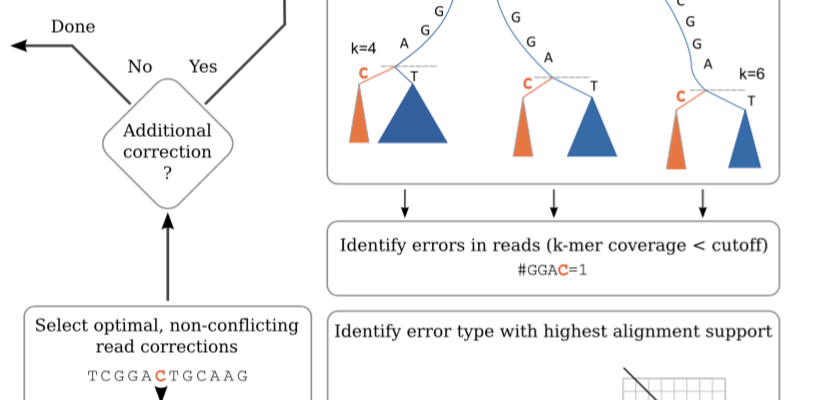 Done
No
Yes
Additional
correction
?
Select optimal, non-conflicting
read corrections
TCGGACTGCAAG
G
G
A
k=4
C
T
G
G
A
C
T
G
G
A
k=6
C
T
Identify errors in reads (k-mer coverage < cutoff)
#GGAC=1
Identify error type with highest alignment support